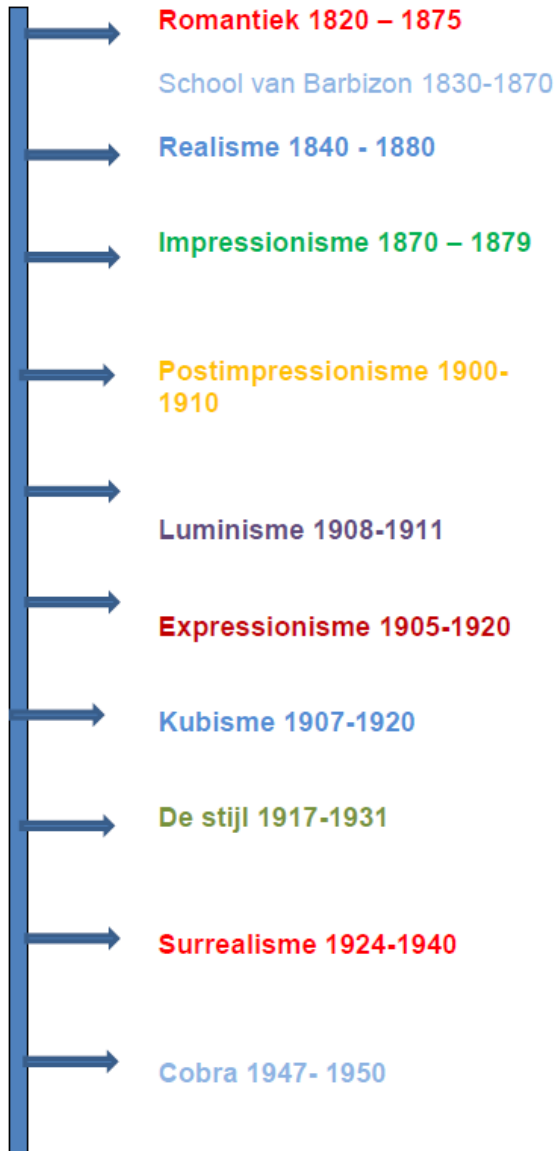 Romantiek 1820 – 1875
School van Barbizon 1830-1870
Realisme 1840 - 1880
Impressionisme 1870 – 1879
Postimpressionisme 1900-
1910
Luminisme 1908-1911
Expressionisme 1905-1920
Kubisme 1907-1920
De stijl 1917-1931
Surrealisme 1924-1940
Cobra 1947- 1950